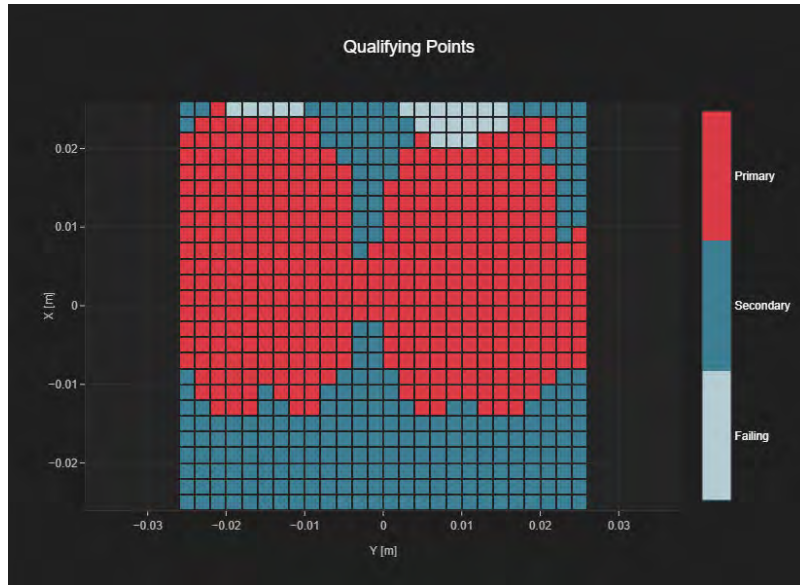 Qualifying Points
0.02
0.01
0
−0.01
−0.02
X [m]
−0.03
−0.02
−0.01
0
0.01
0.02
0.03
Y [m]
Primary
Secondary
Failing